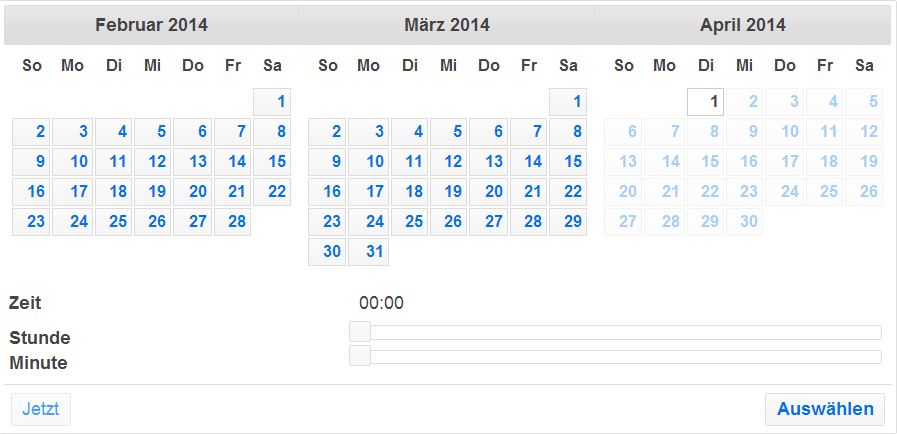 Februar 2014 März 2014 April 2014
So Mo Di Mi Do Fr Sa So Mo Di Mi Do Fr Sa So Mo Di Mi Do Fr Sa
1 1 1 2 3 4 5
2 3 4 5 6 7 8 2 3 4 5 6 7 8 6 7 8 9 10 11 12
9 10 11 12 13 14 15 9 10 11 12 13 14 15 13 14 15 16 17 18 19
16 17 18 19 20 21 22 16 17 18 19 20 21 22 20 21 22 23 24 25 26
23 24 25 26 27 28 23 24 25 26 27 28 29 27 28 29 30
30 31
Zeit 00:00
Stunde
Minute
Jetzt Auswählen